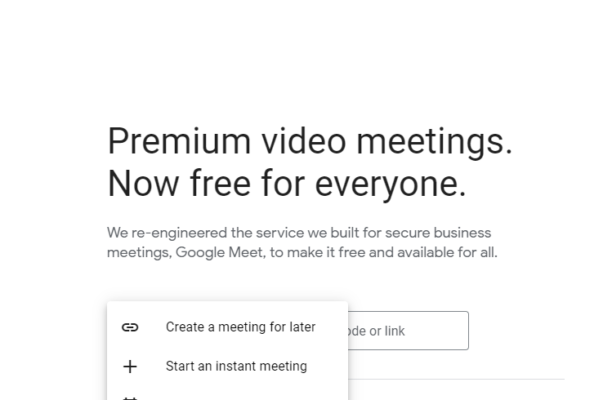 Premium video meetings.
Now free for everyone.
We re-engineered the service we built for secure business
meetings, Google Meet, to make it free and available for all.
Create a meeting for later
or link
Start an instant meeting